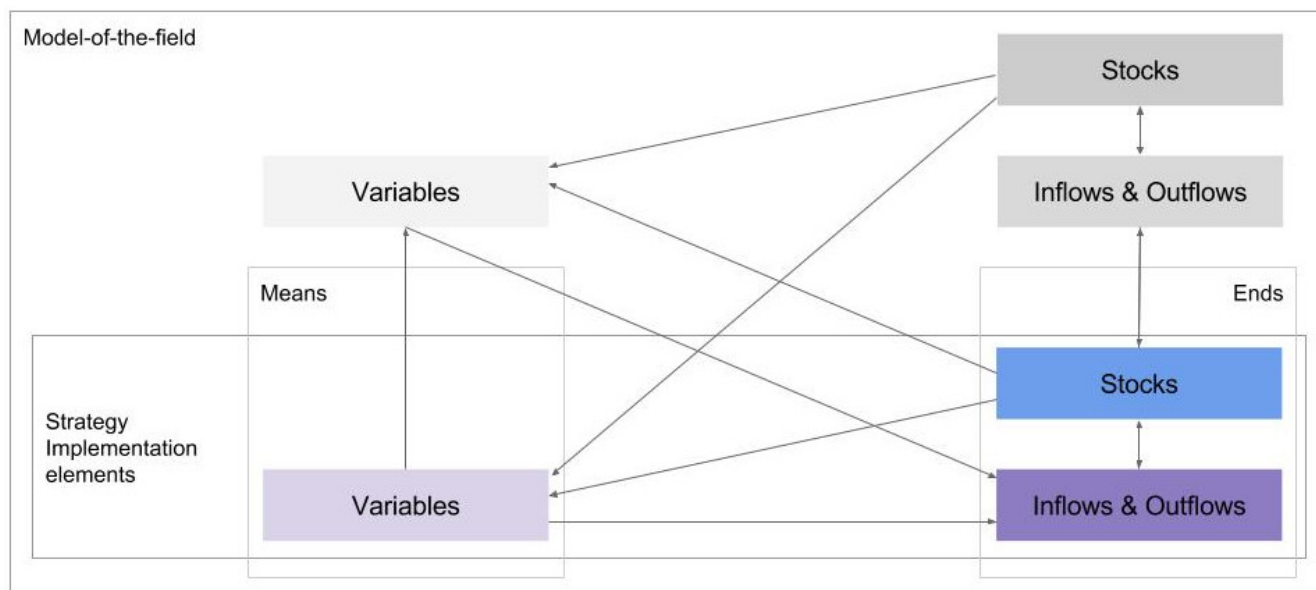 Model-of-the-field
Stocks
Variables
Inflows & Outflows
Means
Ends
Stocks
Strategy
Implementation
elements
Variables
Inflows & Outflows